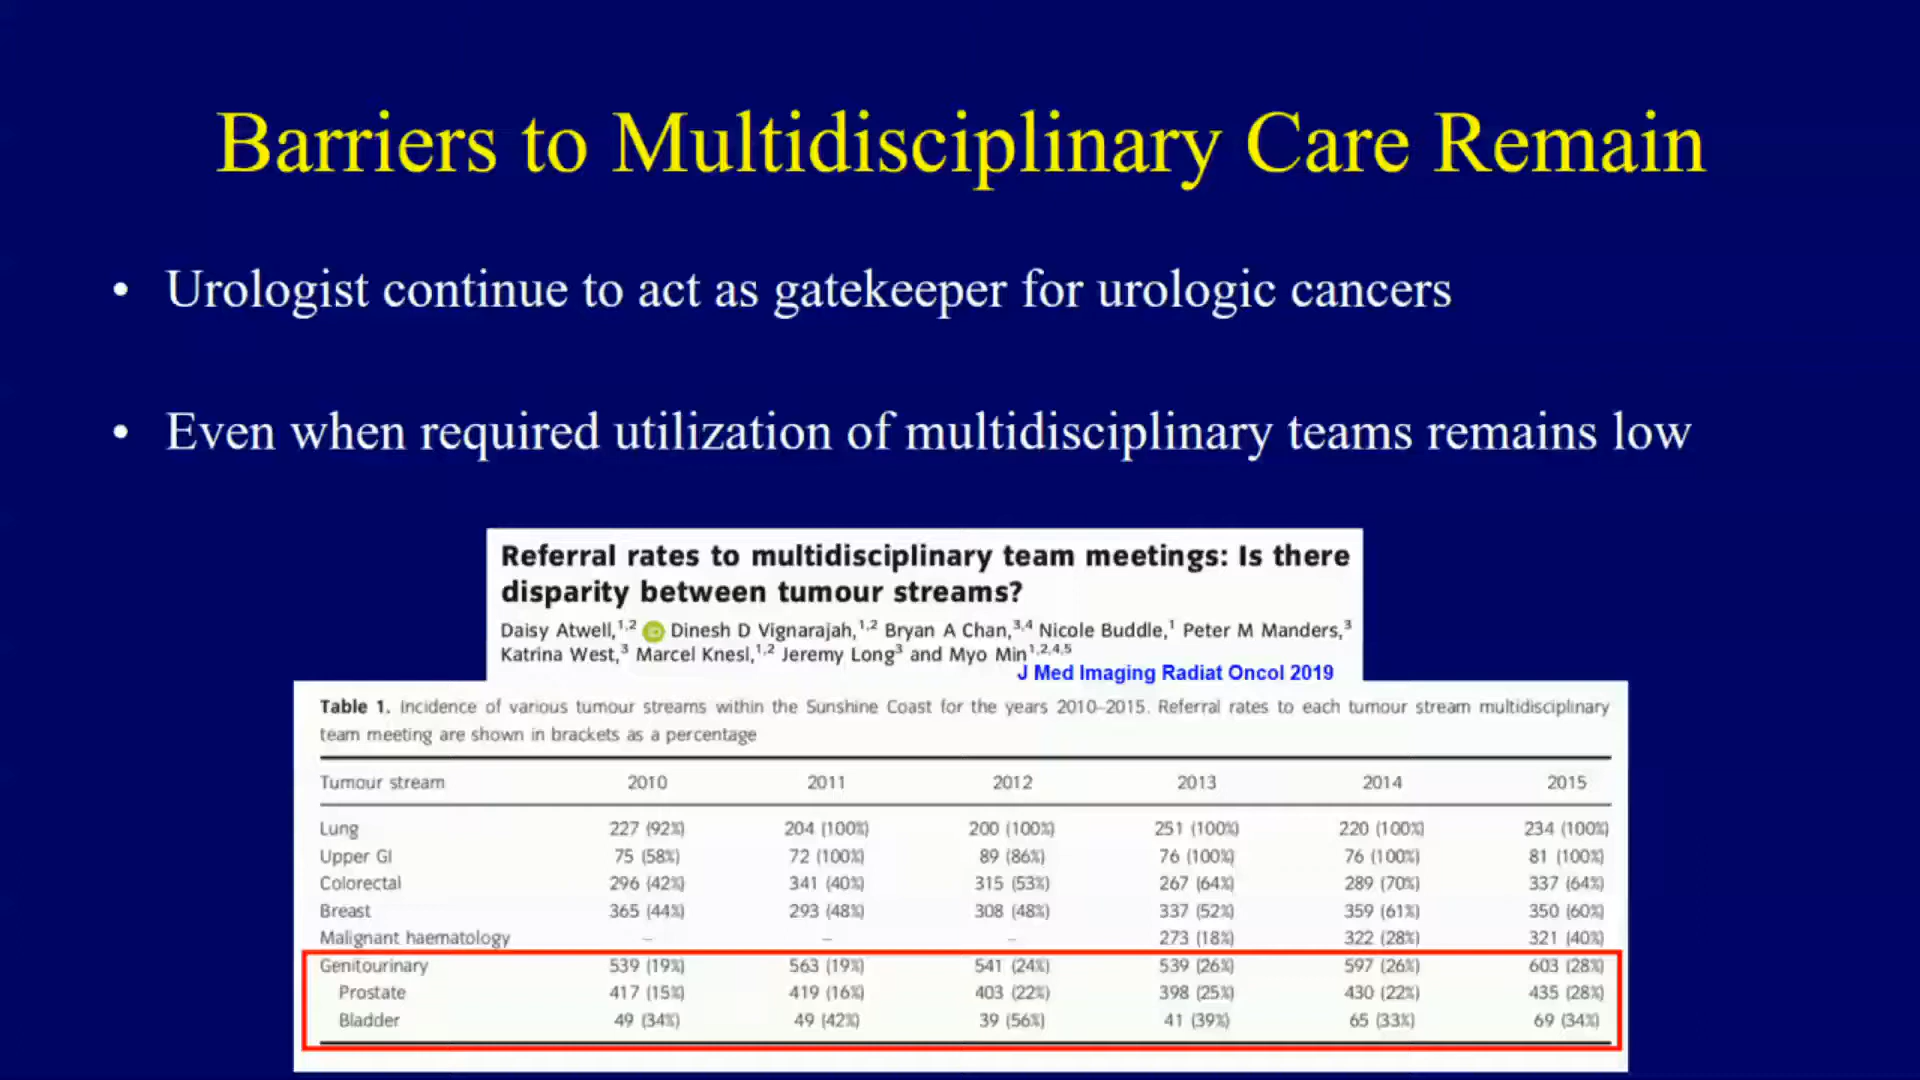 Barriers to Multidisciplinary Care Remain
• Urologist continue to act as gatekeeper for urologic cancers
• Even when required utilization of multidisciplinary teams remains low
Referral rates to multidisciplinary team meetings: Is there
disparity between tumour streams?
Daisy Atwell,1,2 Dinesh D Vignarajah,1,2 Bryan A Chan,3,4 Nicole Buddle,1 Peter M Manders,3
Katrina West,3 Marcel Knesl,1,2 Jeremy Long3 and Myo Min1,2,4,5
J Med Imaging Radiat Oncol 2019
Table 1. Incidence of various tumour streams within the Sunshine Coast for the years 2010–2015. Referral rates to each tumour stream multidisciplinary
team meeting are shown in brackets as a percentage
Tumour stream 2010 2011 2012 2013 2014 2015
Lung 227 (92%) 204 (100%) 200 (100%) 251 (100%) 220 (100%) 234 (100%)
Upper GI 75 (58%) 72 (100%) 89 (86%) 76 (100%) 76 (100%) 81 (100%)
Colorectal 296 (42%) 341 (40%) 315 (53%) 267 (64%) 289 (70%) 337 (64%)
Breast 365 (44%) 293 (48%) 308 (48%) 337 (52%) 359 (61%) 350 (60%)
Malignant haematology – – – 273 (18%) 322 (28%) 321 (40%)
Genitourinary 539 (19%) 563 (19%) 541 (24%) 539 (26%) 597 (26%) 603 (28%)
Prostate 417 (15%) 419 (16%) 403 (22%) 398 (25%) 430 (22%) 435 (28%)
Bladder 49 (34%) 49 (42%) 39 (56%) 41 (39%) 65 (33%) 69 (34%)